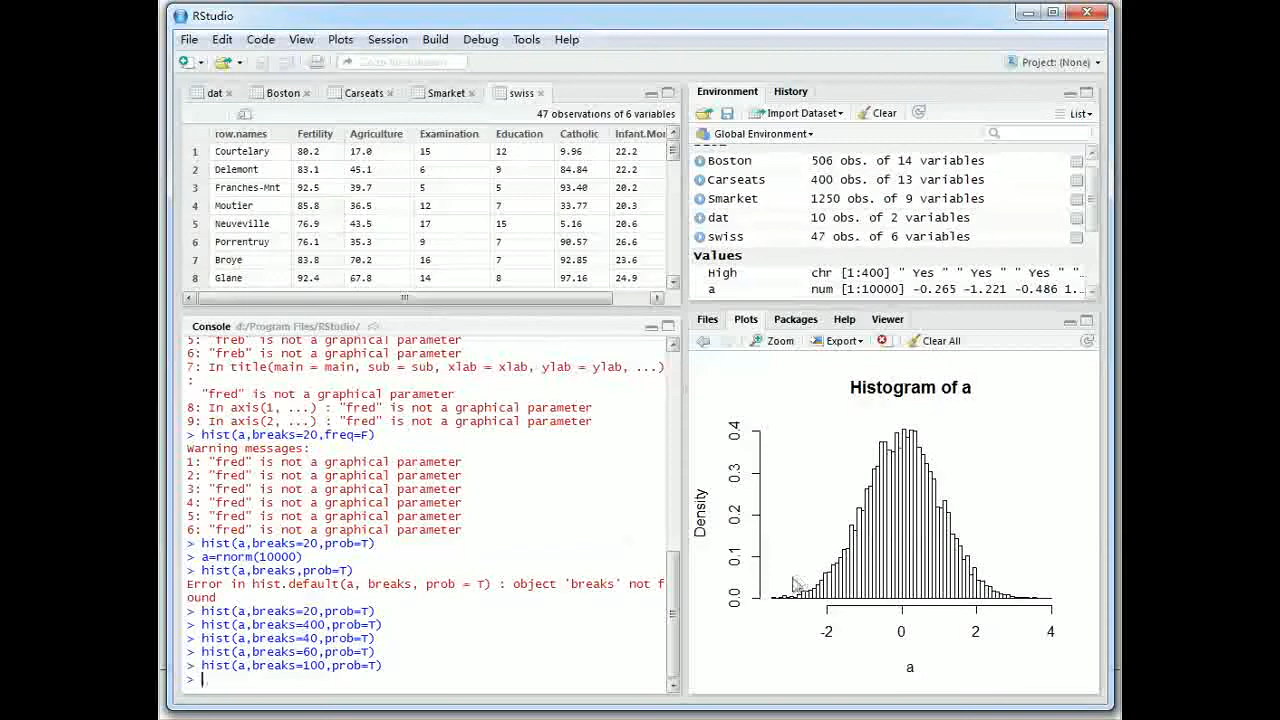 RStudio
File Edit Code View Plots Session Build Debug Tools Help
Project: (None)
dat Boston Carseats Smarket swiss
47 observations of 6 variables
row.names Fertility Agriculture Examination Education Catholic Infant.Mor
1 Courtelary 80.2 17.0 15 12 9.96 22.2
2 Delemont 83.1 45.1 6 9 84.84 22.2
3 Franches-Mnt 92.5 39.7 5 5 93.40 20.2
4 Moutier 85.8 36.5 12 7 33.77 20.3
5 Neuveville 76.9 43.5 17 15 5.16 20.6
6 Porrentruy 76.1 35.3 9 7 90.57 26.6
7 Broye 83.8 70.2 16 7 92.85 23.6
8 Glane 92.4 67.8 14 8 97.16 24.9
Environment History
Import Dataset Clear List
Global Environment
Boston 506 obs. of 14 variables
Carseats 400 obs. of 13 variables
Smarket 1250 obs. of 9 variables
dat 10 obs. of 2 variables
swiss 47 obs. of 6 variables
values
High chr [1:400] " Yes " " Yes " " Yes " "…
a num [1:10000] -0.265 -1.221 -0.486 1.…
Console d:/Program Files/RStudio/
5: "freb" is not a graphical parameter
6: "freb" is not a graphical parameter
7: In title(main = main, sub = sub, xlab = xlab, ylab = ylab, ...)
:
"fred" is not a graphical parameter
8: In axis(1, ...) : "fred" is not a graphical parameter
9: In axis(2, ...) : "fred" is not a graphical parameter
> hist(a,breaks=20,freq=F)
Warning messages:
1: "fred" is not a graphical parameter
2: "fred" is not a graphical parameter
3: "fred" is not a graphical parameter
4: "fred" is not a graphical parameter
5: "fred" is not a graphical parameter
6: "fred" is not a graphical parameter
> hist(a,breaks=20,prob=T)
> a=rnorm(10000)
> hist(a,breaks,prob=T)
Error in hist.default(a, breaks, prob = T) : object 'breaks' not f
ound
> hist(a,breaks=20,prob=T)
> hist(a,breaks=400,prob=T)
> hist(a,breaks=40,prob=T)
> hist(a,breaks=60,prob=T)
> hist(a,breaks=100,prob=T)
>
Files Plots Packages Help Viewer
Zoom Export Clear All
Histogram of a
Density
0.4
0.3
0.2
0.1
0.0
-2 0 2 4
a